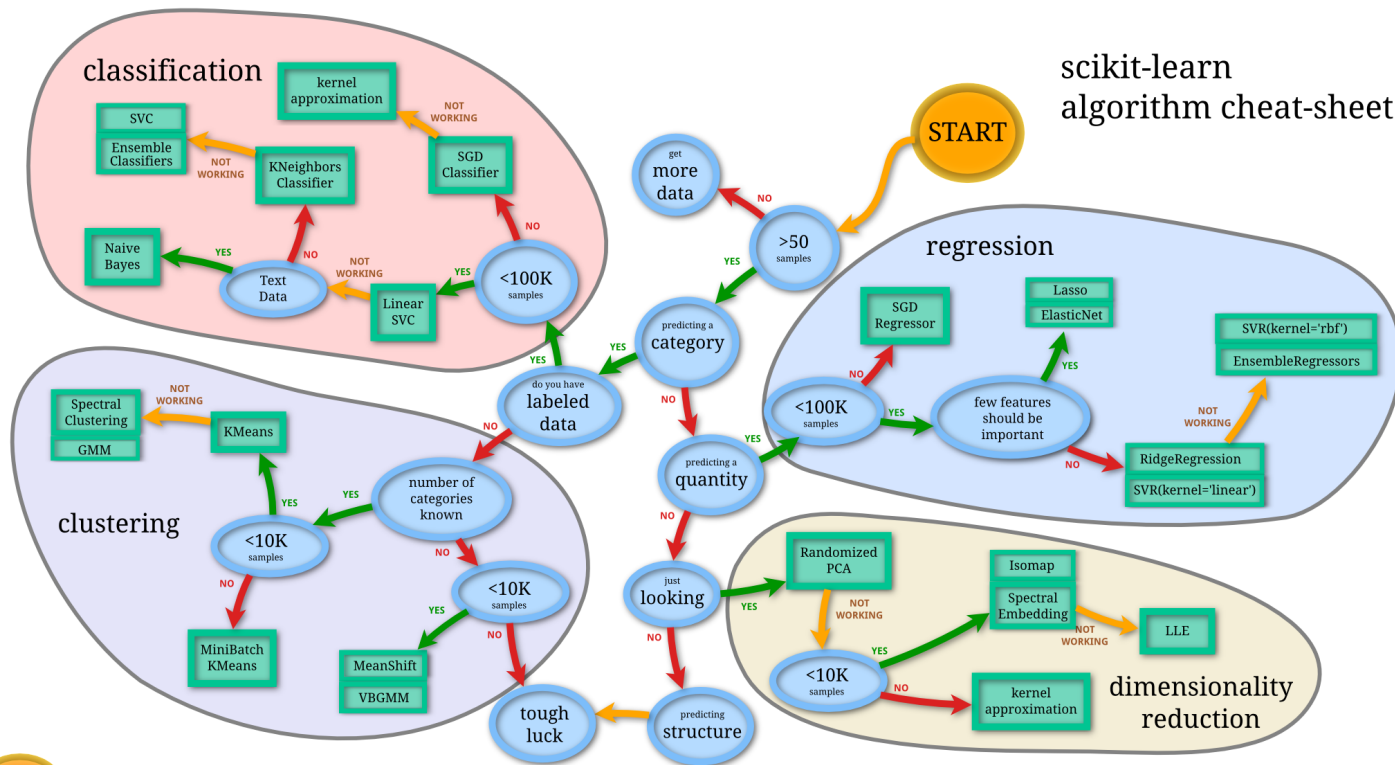 scikit-learn
algorithm cheat-sheet
START
classification
kernel
approximation
NOT
WORKING
SVC
Ensemble
Classifiers
NOT
WORKING
KNeighbors
Classifier
SGD
Classifier
NO
NO
Naive
Bayes
YES
Text
Data
NOT
WORKING
Linear
SVC
YES
<100K
samples
YES
get
more
data
NO
>50
samples
YES
predicting a
category
YES
do you have
labeled
data
NO
NO
predicting a
quantity
YES
NO
just
looking
YES
NO
predicting
structure
tough
luck
regression
SGD
Regressor
NO
<100K
samples
YES
Lasso
ElasticNet
YES
few features
should be
important
NO
SVR(kernel='rbf')
EnsembleRegressors
NOT
WORKING
RidgeRegression
SVR(kernel='linear')
clustering
Spectral
Clustering
GMM
NOT
WORKING
KMeans
YES
<10K
samples
YES
number of
categories
known
NO
NO
MiniBatch
KMeans
<10K
samples
YES
NO
MeanShift
VBGMM
dimensionality
reduction
Randomized
PCA
NOT
WORKING
<10K
samples
YES
Isomap
Spectral
Embedding
NOT
WORKING
LLE
NO
kernel
approximation